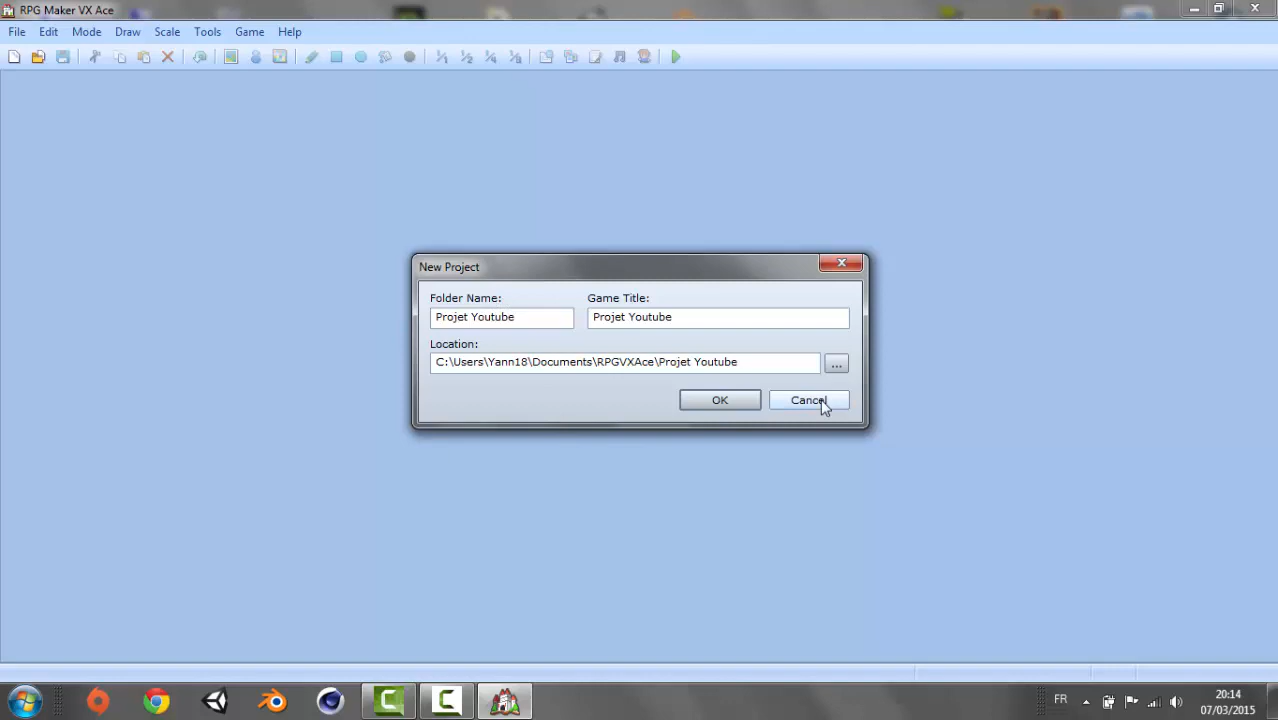 RPG Maker VX Ace
File Edit Mode Draw Scale Tools Game Help
New Project
Folder Name: Game Title:
Projet Youtube Projet Youtube
Location:
C:\Users\Yann18\Documents\RPGVXAce\Projet Youtube ...
OK Cancel
FR 20:14
07/03/2015